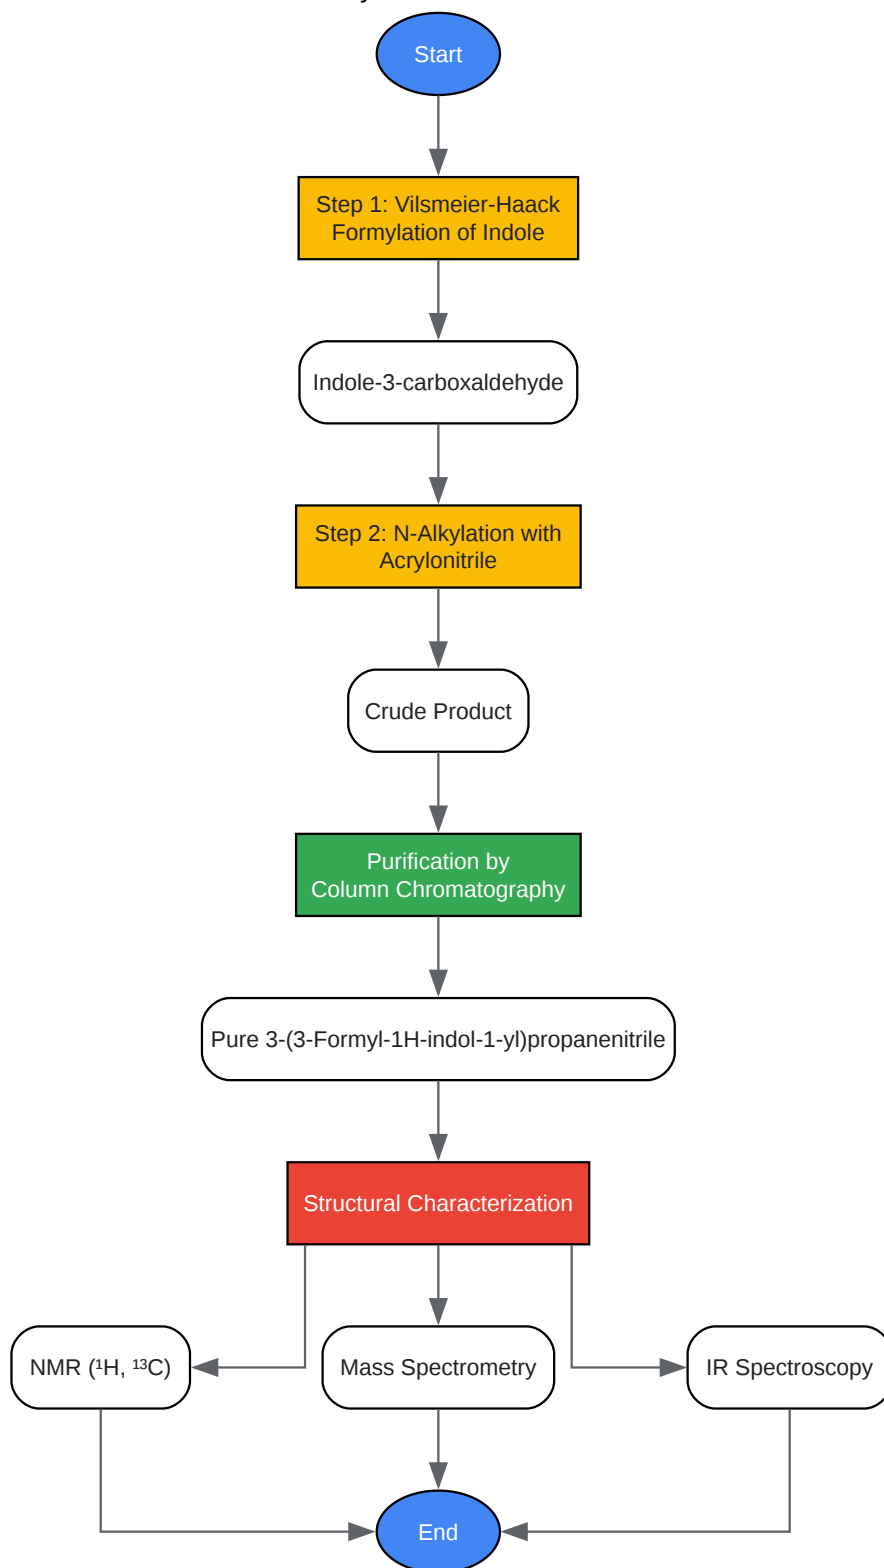 Start
Step 1: Vilsmeier-Haack
Formylation of Indole
Indole-3-carboxaldehyde
Step 2: N-Alkylation with
Acrylonitrile
Crude Product
Purification by
Column Chromatography
Pure 3-(3-Formyl-1H-indol-1-yl)propanenitrile
Structural Characterization
NMR (¹H, ¹³C)
Mass Spectrometry
IR Spectroscopy
End